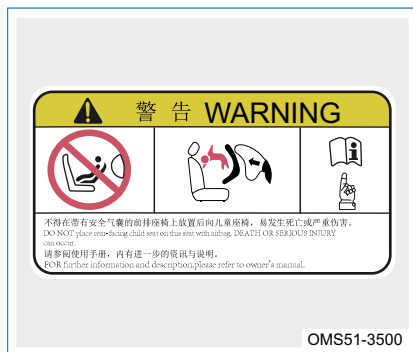 警告 WARNING
不得在带有安全气囊的前排座椅上放置后向儿童座椅，易发生死亡或严重伤害。
DO NOT place rear-facing child seat on this seat with airbag, DEATH OR SERIOUS INJURY
can occur.
请参阅使用手册，内有进一步的资讯与说明。
FOR further information and description,please refer to owner's manual.
OMS51-3500